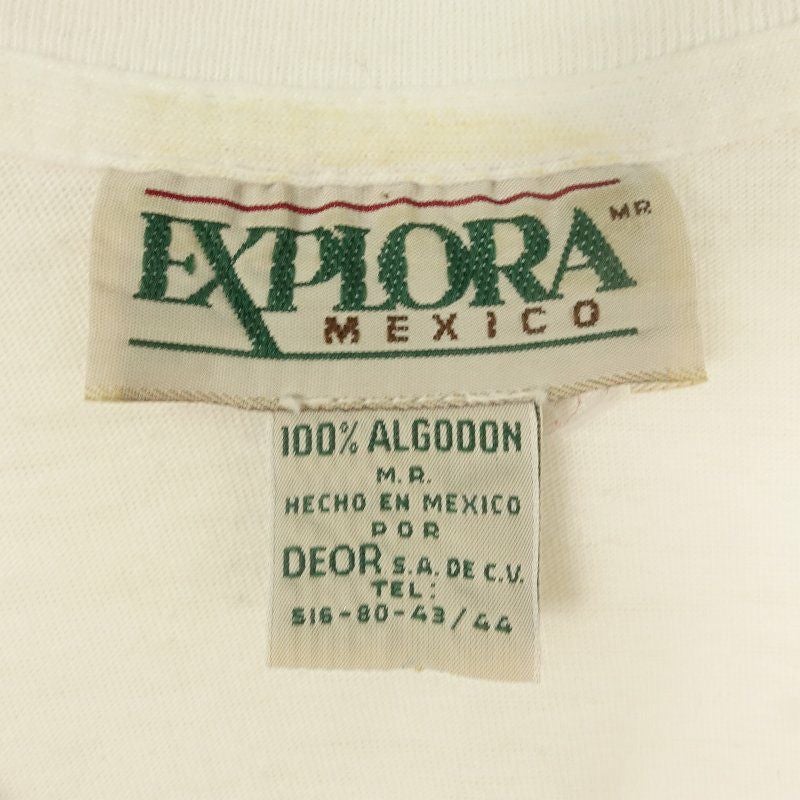 EXPLORA MR
MEXICO
100% ALGODON
M.R.
HECHO EN MEXICO
POR
DEOR S.A. DE C.V.
TEL:
516-80-43/44